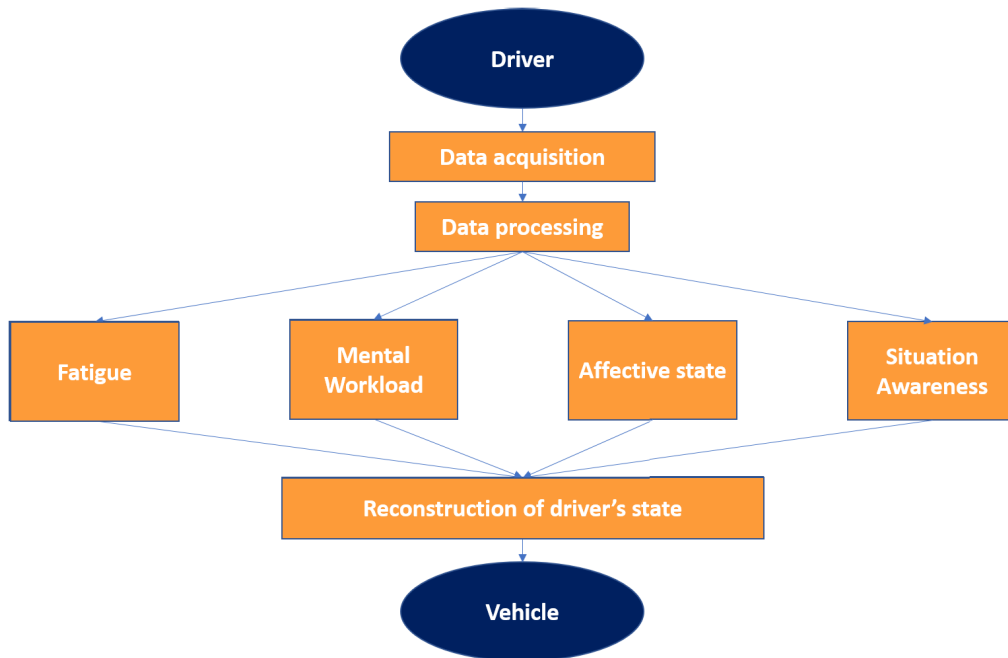 Driver
Data acquisition
Data processing
Fatigue
Mental
Workload
Affective state
Situation
Awareness
Reconstruction of driver’s state
Vehicle